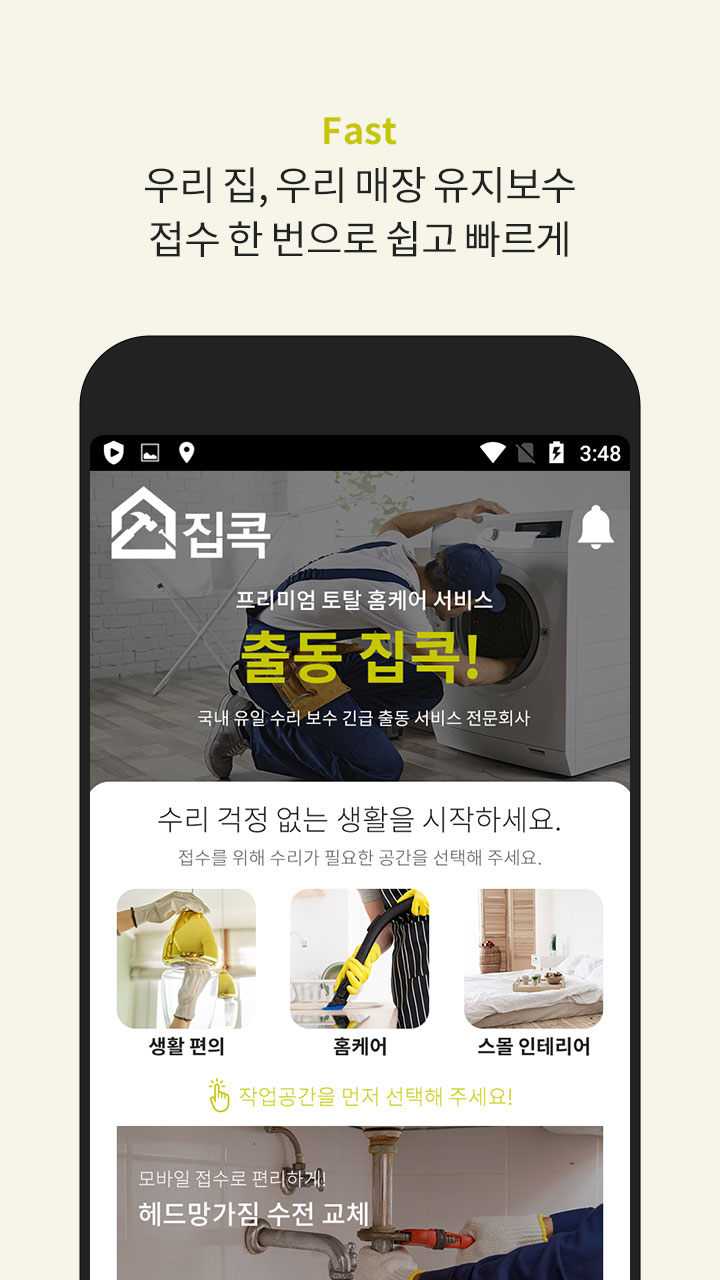 Fast
우리 집, 우리 매장 유지보수
접수 한 번으로 쉽고 빠르게
3:48
집콕
프리미엄 토탈 홈케어 서비스
출동 집콕!
국내 유일 수리 보수 긴급 출동 서비스 전문회사
수리 걱정 없는 생활을 시작하세요.
접수를 위해 수리가 필요한 공간을 선택해 주세요.
생활 편의 홈케어 스몰 인테리어
작업공간을 먼저 선택해 주세요!
모바일 접수로 편리하게!
헤드망가짐 수전 교체